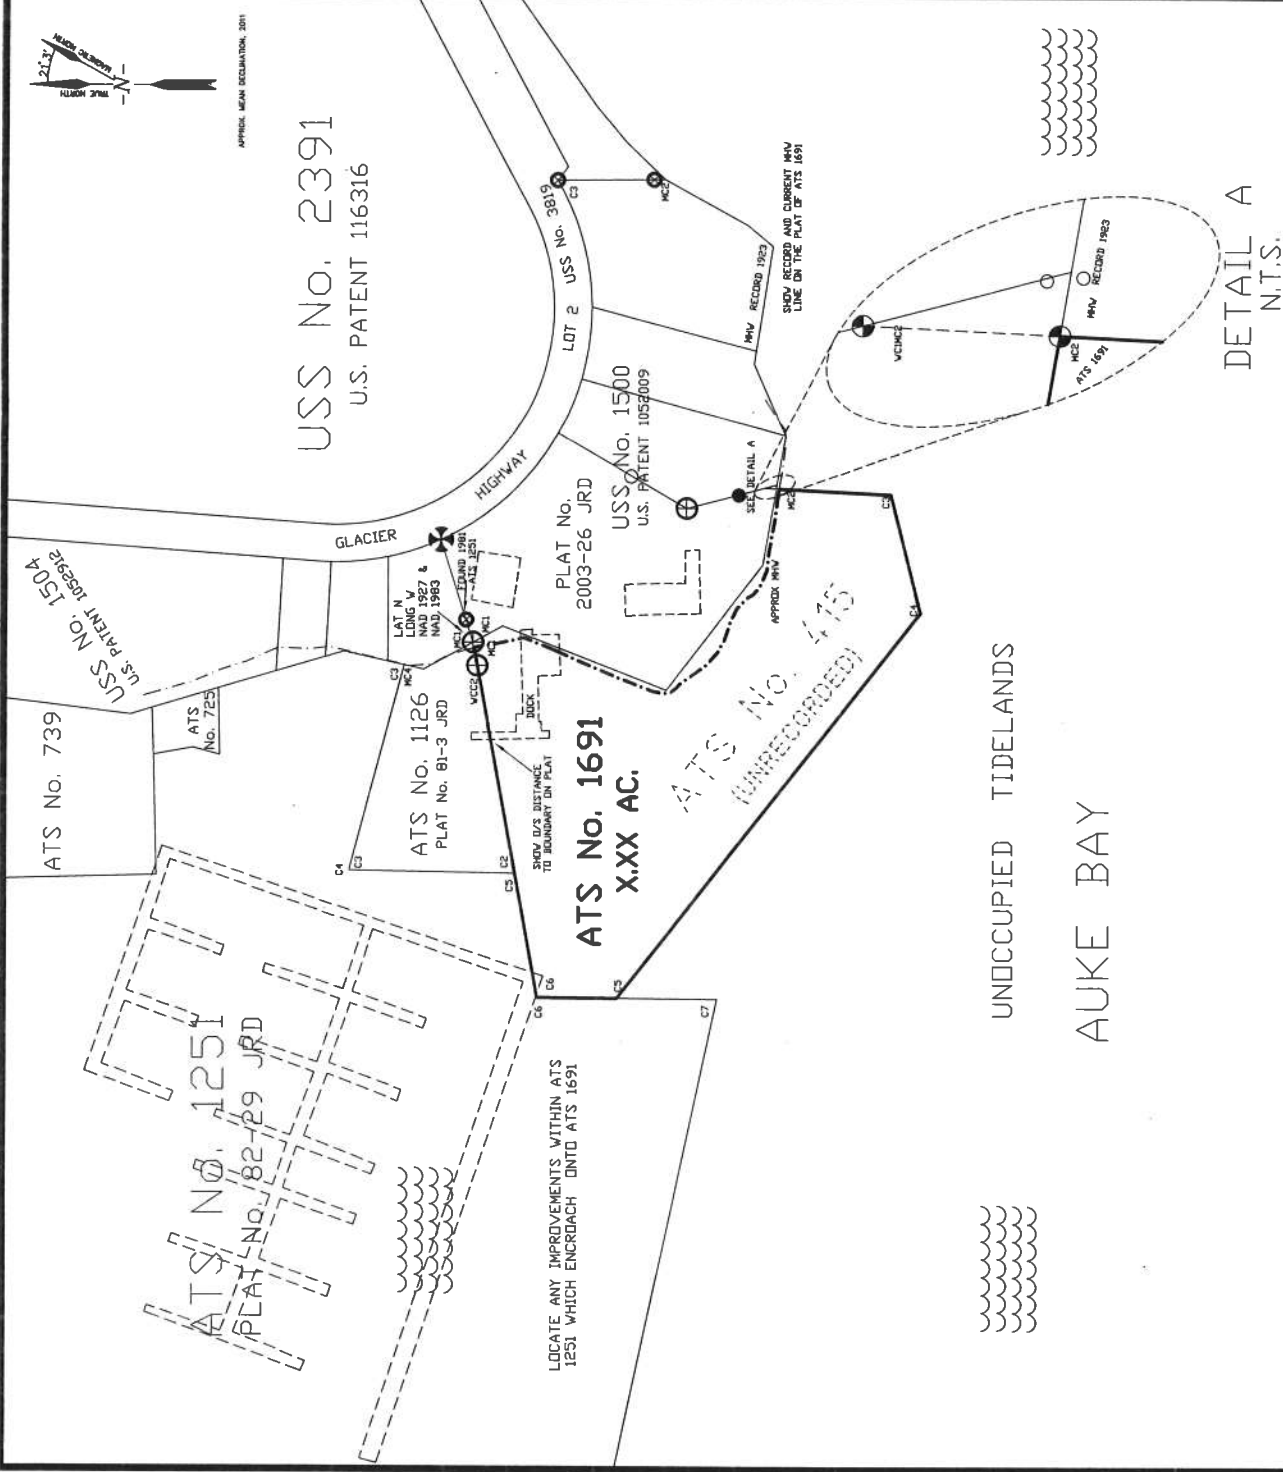 TRUE NORTH
MAGNETIC NORTH
21.3°
-N-
APPROX. MEAN DECLINATION, 2011
USS No. 2391
U.S. PATENT 116316
USS No. 1504
U.S. PATENT 1052912
ATS No. 739
ATS
No. 725
GLACIER
HIGHWAY
LOT 2
USS No. 3819
C3
MC2
MHW RECORD 1923
SHOW RECORD AND CURRENT MHW
LINE ON THE PLAT OF ATS 1691
USS No. 1500
U.S. PATENT 1052009
PLAT No.
2003-26 JRD
SEE DETAIL A
MC2
APPROX MHW
LAT N
LONG W
NAD 1927 &
NAD 1983
FOUND 1981
ATS 1251
MC1
MC1
MC1
WCC2
C3
MC4
ATS No. 1126
PLAT No. 81-3 JRD
C4
C3
C2
C5
DOCK
SHOW D/S DISTANCE
TO BOUNDARY ON PLAT
ATS No. 1691
X.XX AC.
ATS No. 415
(UNRECORDED)
C3
C4
C5
C6
C6
C7
ATS No. 1251
PLAT No. 82-29 JRD
LOCATE ANY IMPROVEMENTS WITHIN ATS
1251 WHICH ENCROACH ONTO ATS 1691
UNOCCUPIED TIDELANDS
AUKE BAY
WC1MC2
MC2
MHW RECORD 1923
ATS 1691
DETAIL A
N.T.S.